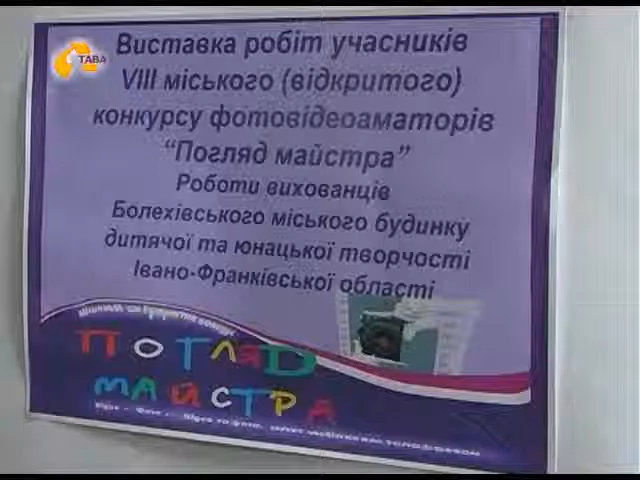 ТАВА
Виставка робіт учасників
VIII міського (відкритого)
конкурсу фотовідеоаматорів
“Погляд майстра”
Роботи вихованців
Болехівського міського будинку
дитячої та юнацької творчості
Івано-Франківської області
ПОГЛЯД
МАЙСТРА